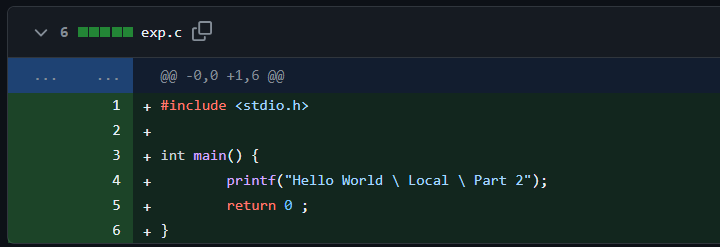 6 exp.c
... ... @@ -0,0 +1,6 @@
1 + #include <stdio.h>
2 +
3 + int main() {
4 +         printf("Hello World \ Local \ Part 2");
5 +         return 0 ;
6 + }